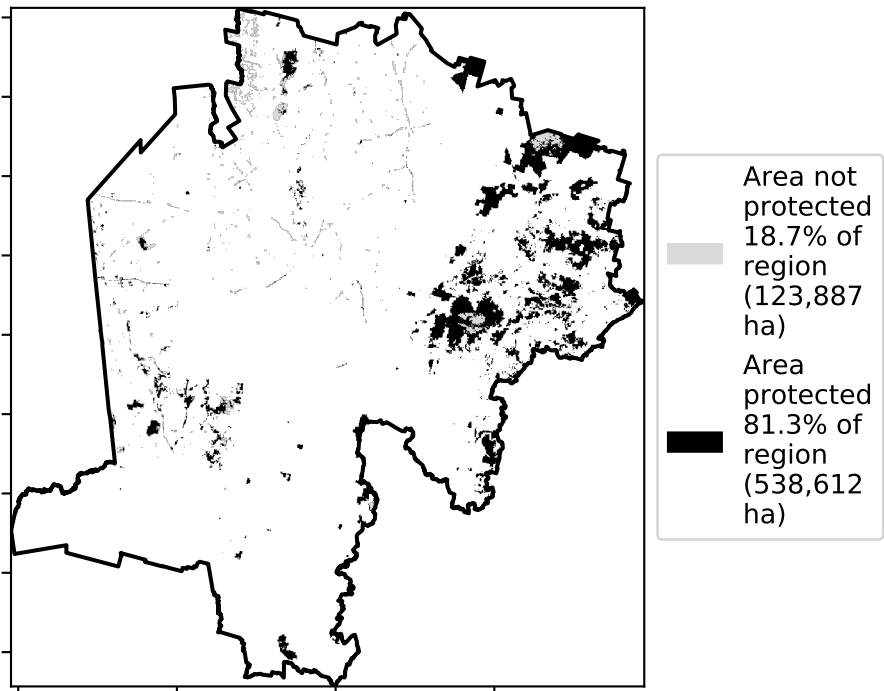 Area not
protected
18.7% of
region
(123,887
ha)
Area
protected
81.3% of
region
(538,612
ha)